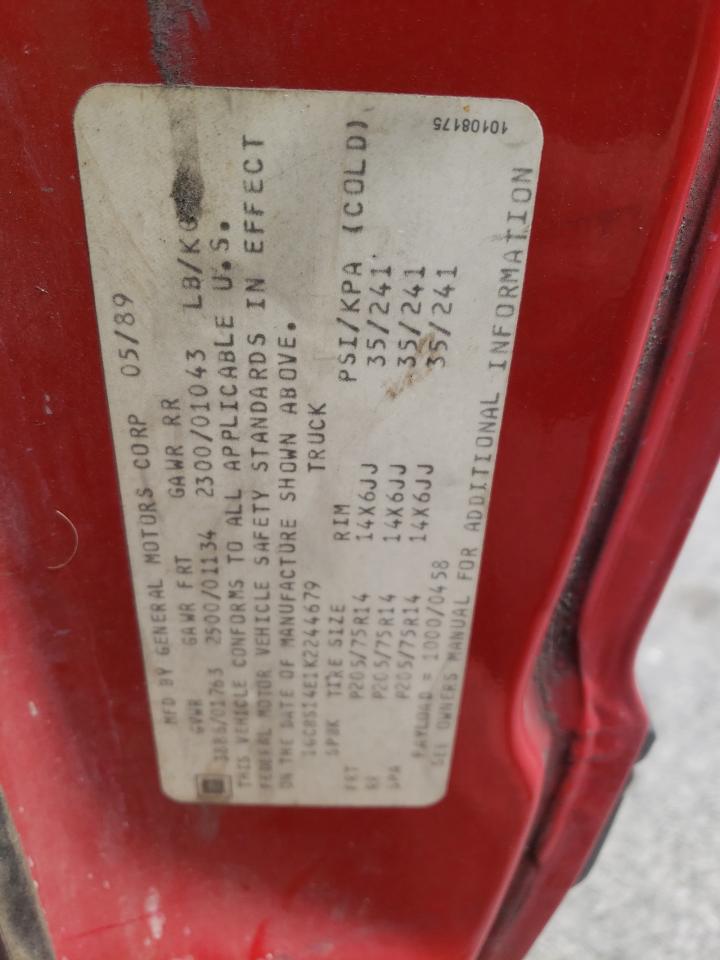 MFD BY GENERAL MOTORS CORP 05/89
GVWR GAWR FRT GAWR RR
GM 3886/01763 2500/01134 2300/01043 LB/KG
THIS VEHICLE CONFORMS TO ALL APPLICABLE U.S.
FEDERAL MOTOR VEHICLE SAFETY STANDARDS IN EFFECT
ON THE DATE OF MANUFACTURE SHOWN ABOVE.
1GCBS14E1K2244679 TRUCK
TIRE SIZE RIM PSI/KPA (COLD)
FRT P205/75R14 14X6JJ 35/241
RR P205/75R14 14X6JJ 35/241
SPA P205/75R14 14X6JJ 35/241
PAYLOAD = 1000/0458
SEE OWNERS MANUAL FOR ADDITIONAL INFORMATION
10108175